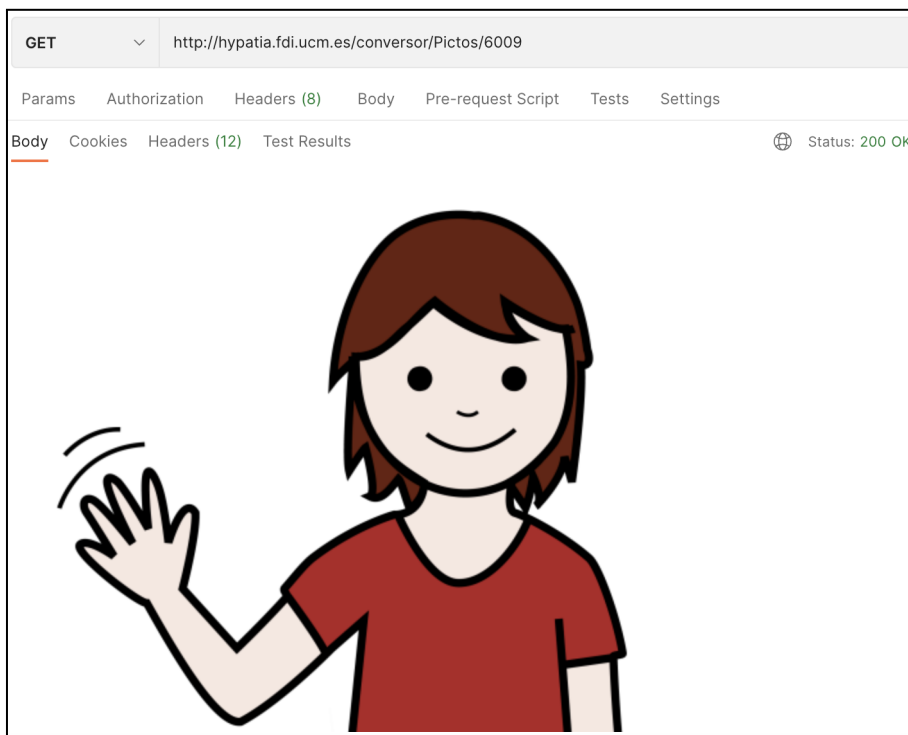 GET http://hypatia.fdi.ucm.es/conversor/Pictos/6009
Params Authorization Headers (8) Body Pre-request Script Tests Settings
Body Cookies Headers (12) Test Results Status: 200 OK